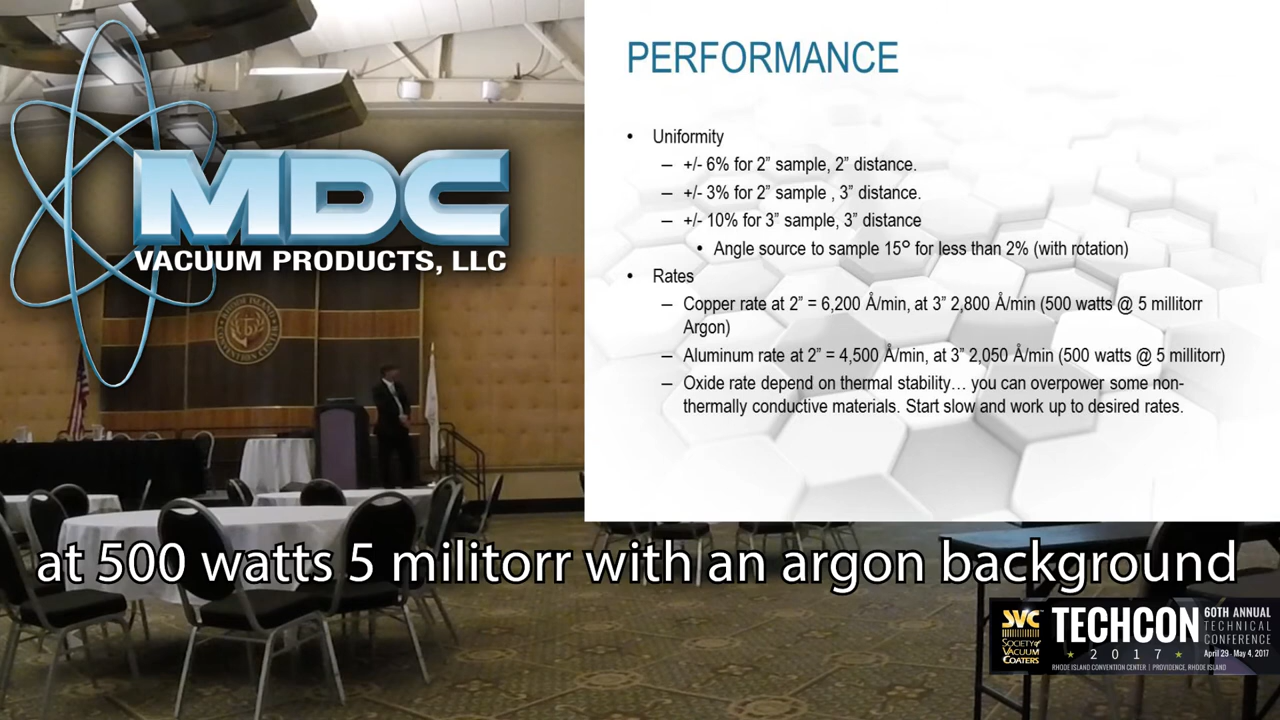 MDC
VACUUM PRODUCTS, LLC
RHODE ISLAND
CONVENTION CENTER
PERFORMANCE
• Uniformity
– +/- 6% for 2” sample, 2” distance.
– +/- 3% for 2” sample , 3” distance.
– +/- 10% for 3” sample, 3” distance
• Angle source to sample 15° for less than 2% (with rotation)
• Rates
– Copper rate at 2” = 6,200 Å/min, at 3” 2,800 Å/min (500 watts @ 5 millitorr
Argon)
– Aluminum rate at 2” = 4,500 Å/min, at 3” 2,050 Å/min (500 watts @ 5 millitorr)
– Oxide rate depend on thermal stability… you can overpower some non-
thermally conductive materials. Start slow and work up to desired rates.
at 500 watts 5 militorr with an argon background
SVC
SOCIETY of
VACUUM
COATERS
TECHCON
2017
60TH ANNUAL
TECHNICAL
CONFERENCE
April 29 - May 4, 2017
RHODE ISLAND CONVENTION CENTER | PROVIDENCE, RHODE ISLAND